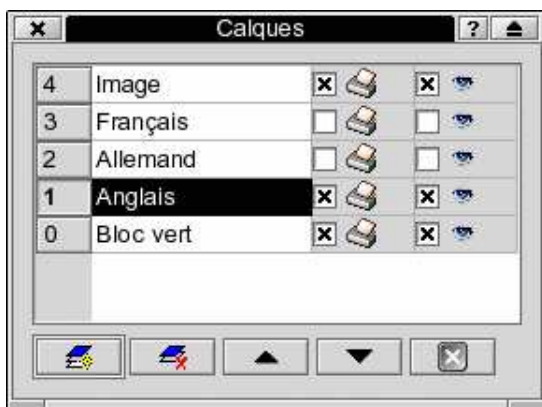 Calques ?
4 Image
3 Français
2 Allemand
1 Anglais
0 Bloc vert